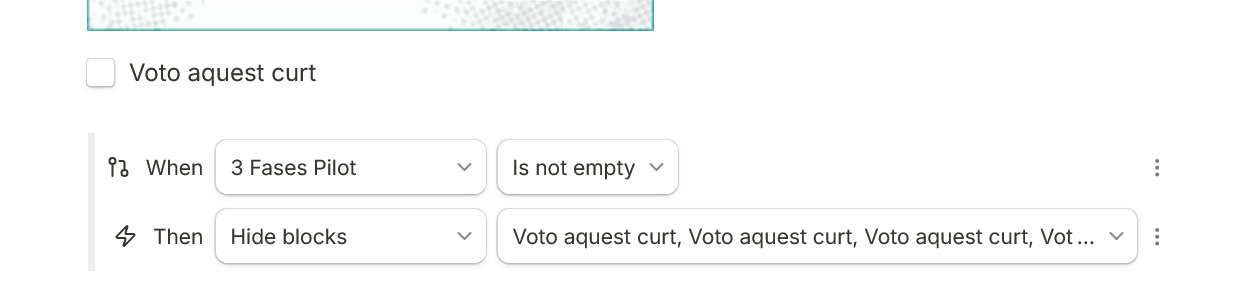 Voto aquest curt
When 3 Fases Pilot Is not empty
Then Hide blocks Voto aquest curt, Voto aquest curt, Voto aquest curt, Vot ...